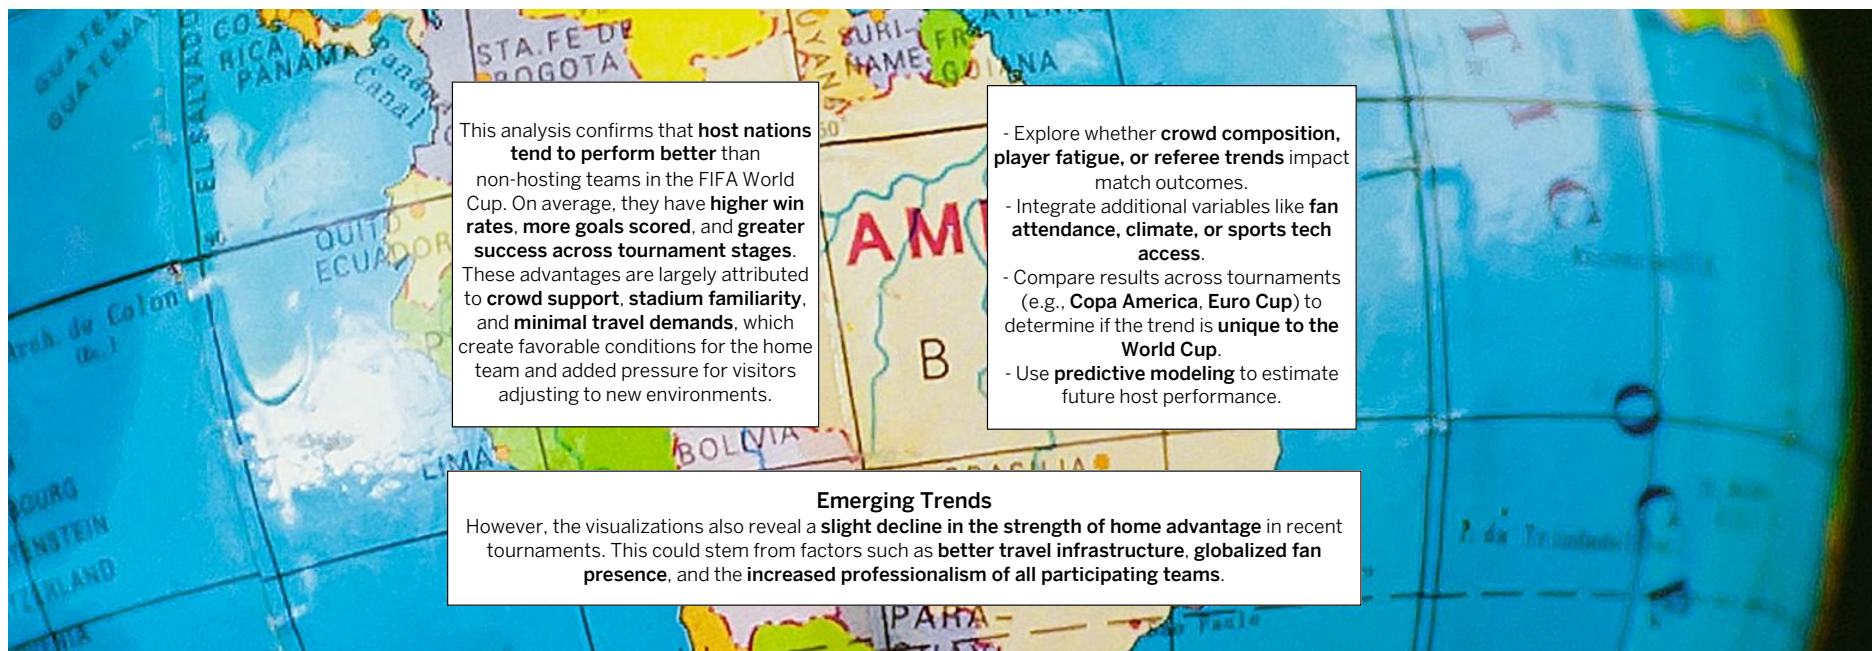 GUATEMALA
EL SALVADOR
RICA
PANAMA
Canal
STA.FE DE
BOGOTA
SURI-
NAME
FR
GUIANA
QUITO
ECUADOR
This analysis confirms that host nations
tend to perform better than
non-hosting teams in the FIFA World
Cup. On average, they have higher win
rates, more goals scored, and greater
success across tournament stages.
These advantages are largely attributed
to crowd support, stadium familiarity,
and minimal travel demands, which
create favorable conditions for the home
team and added pressure for visitors
adjusting to new environments.
AM
B
- Explore whether crowd composition,
player fatigue, or referee trends impact
match outcomes.
- Integrate additional variables like fan
attendance, climate, or sports tech
access.
- Compare results across tournaments
(e.g., Copa America, Euro Cup) to
determine if the trend is unique to the
World Cup.
- Use predictive modeling to estimate
future host performance.
Arch. de Colon
LIMA
BOLIVIA
BRASILIA
Emerging Trends
However, the visualizations also reveal a slight decline in the strength of home advantage in recent
tournaments. This could stem from factors such as better travel infrastructure, globalized fan
presence, and the increased professionalism of all participating teams.
PARA-